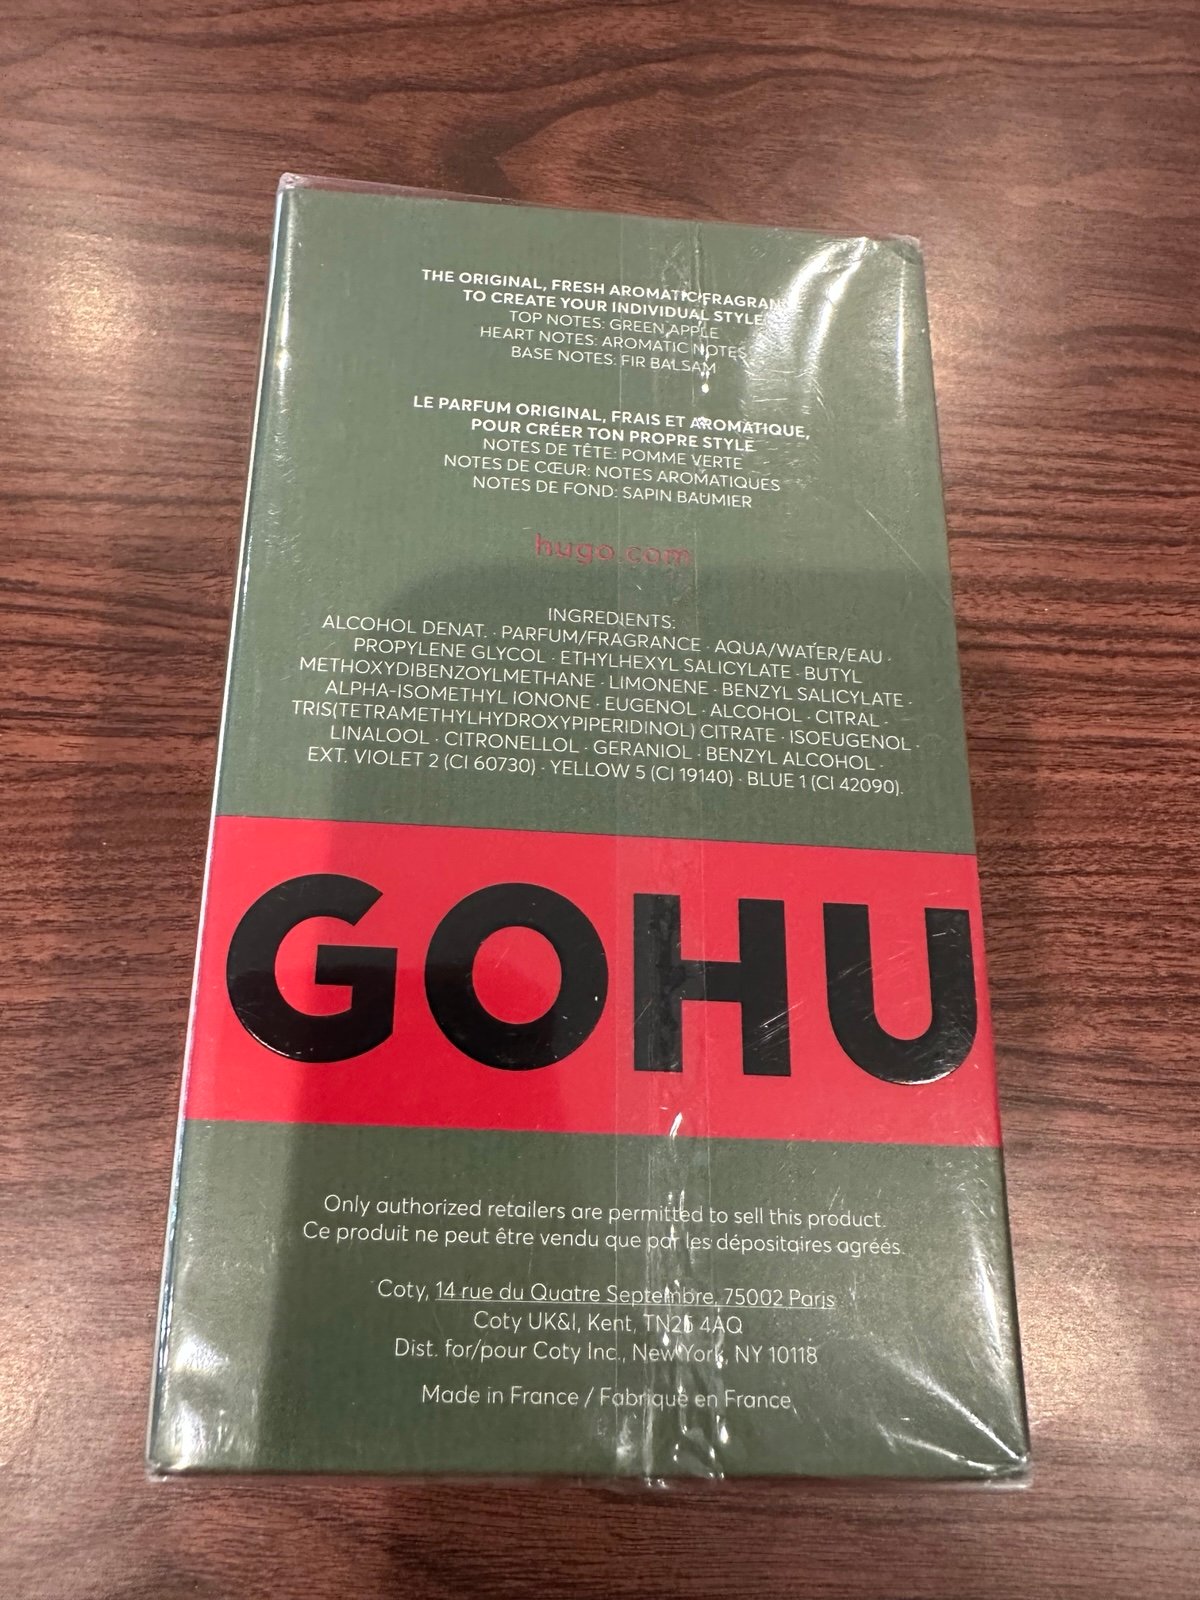 THE ORIGINAL, FRESH AROMATIC FRAGRANCE
TO CREATE YOUR INDIVIDUAL STYLE
TOP NOTES: GREEN APPLE
HEART NOTES: AROMATIC NOTES
BASE NOTES: FIR BALSAM
LE PARFUM ORIGINAL, FRAIS ET AROMATIQUE,
POUR CRÉER TON PROPRE STYLE
NOTES DE TÊTE: POMME VERTE
NOTES DE CŒUR: NOTES AROMATIQUES
NOTES DE FOND: SAPIN BAUMIER
hugo.com
INGREDIENTS:
ALCOHOL DENAT. · PARFUM/FRAGRANCE · AQUA/WATER/EAU ·
PROPYLENE GLYCOL · ETHYLHEXYL SALICYLATE · BUTYL
METHOXYDIBENZOYLMETHANE · LIMONENE · BENZYL SALICYLATE ·
ALPHA-ISOMETHYL IONONE · EUGENOL · ALCOHOL · CITRAL ·
TRIS(TETRAMETHYLHYDROXYPIPERIDINOL) CITRATE · ISOEUGENOL ·
LINALOOL · CITRONELLOL · GERANIOL · BENZYL ALCOHOL ·
EXT. VIOLET 2 (CI 60730) · YELLOW 5 (CI 19140) · BLUE 1 (CI 42090).
GOHU
Only authorized retailers are permitted to sell this product.
Ce produit ne peut être vendu que par les dépositaires agréés.
Coty, 14 rue du Quatre Septembre, 75002 Paris
Coty UK&I, Kent, TN25 4AQ
Dist. for/pour Coty Inc., New York, NY 10118
Made in France / Fabriqué en France